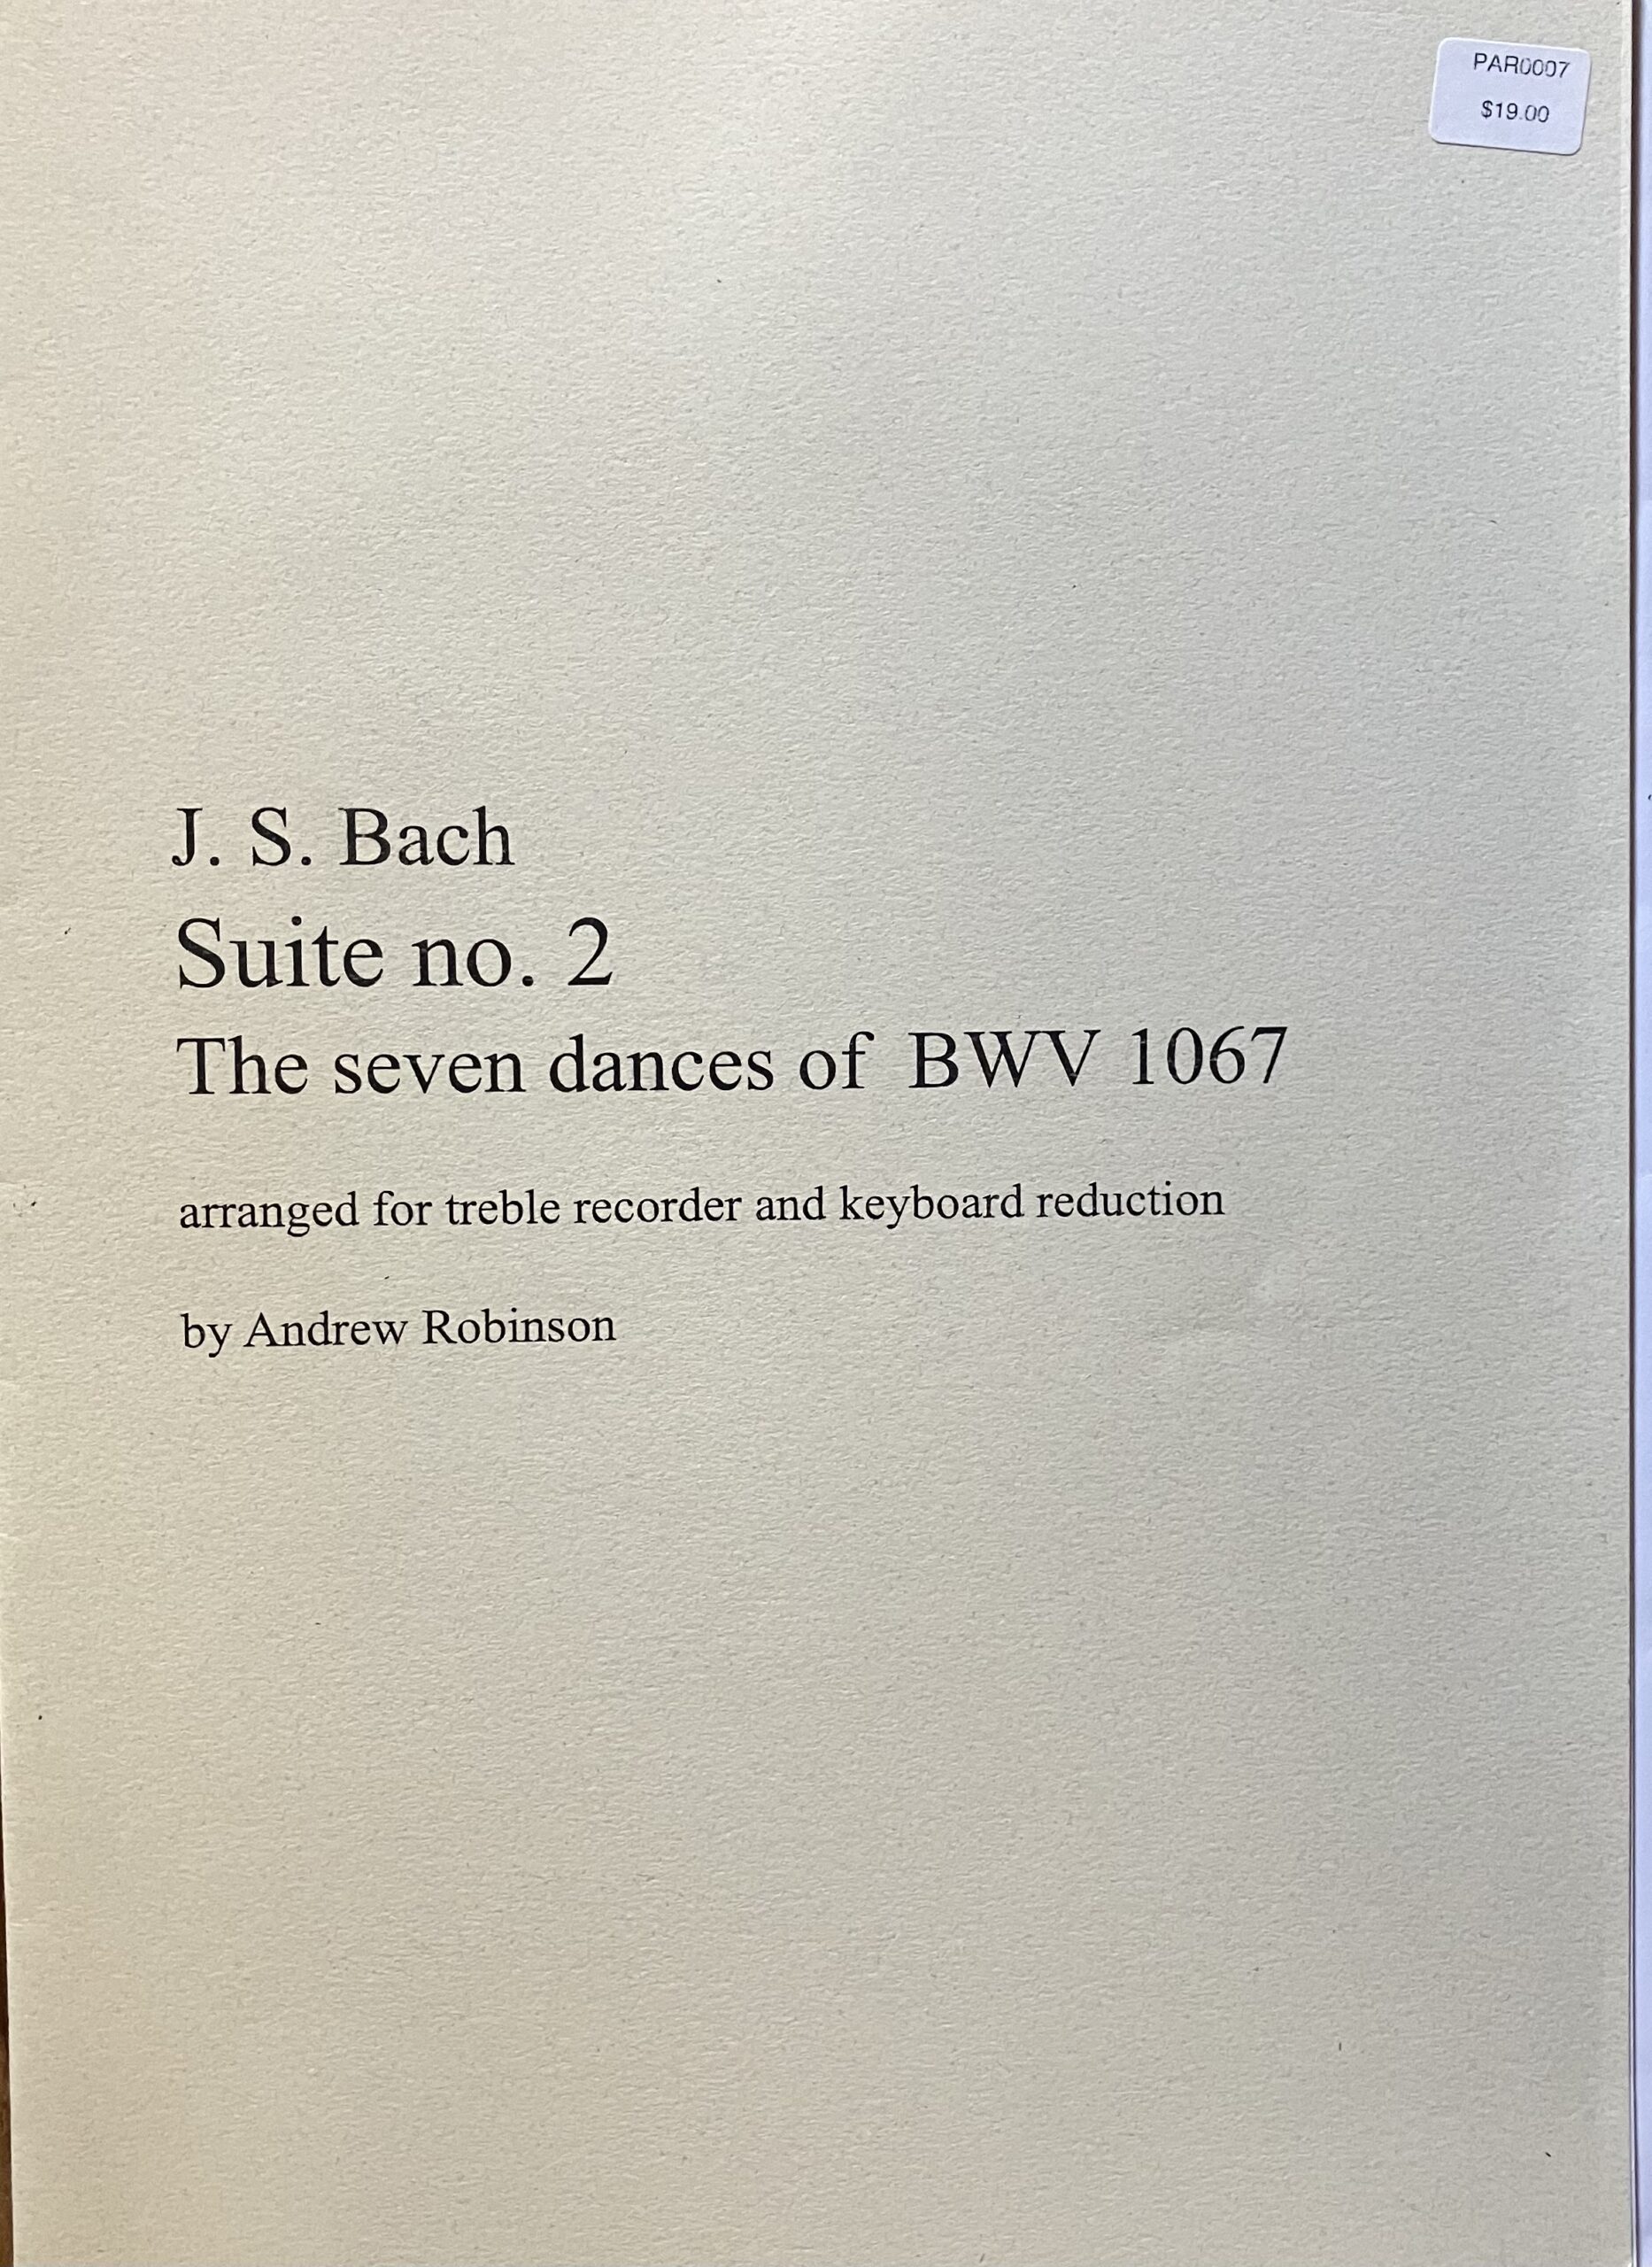 PAR0007
$19.00
J. S. Bach
Suite no. 2
The seven dances of BWV 1067
arranged for treble recorder and keyboard reduction
by Andrew Robinson